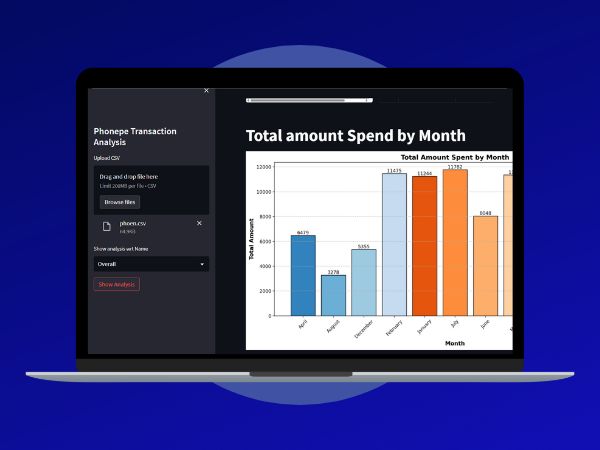 Phonepe Transaction
Analysis
Upload CSV
Drag and drop file here
Limit 200MB per file • CSV
Browse files
phoen.csv
Show analysis wrt Name
Overall
Show Analysis
Total amount Spend by Month
Total Amount Spent by Month
Total Amount
12000
10000
8000
6000
4000
2000
0
6479
3278
5355
11475
11244
11782
8048
April
August
December
February
January
July
June
Month